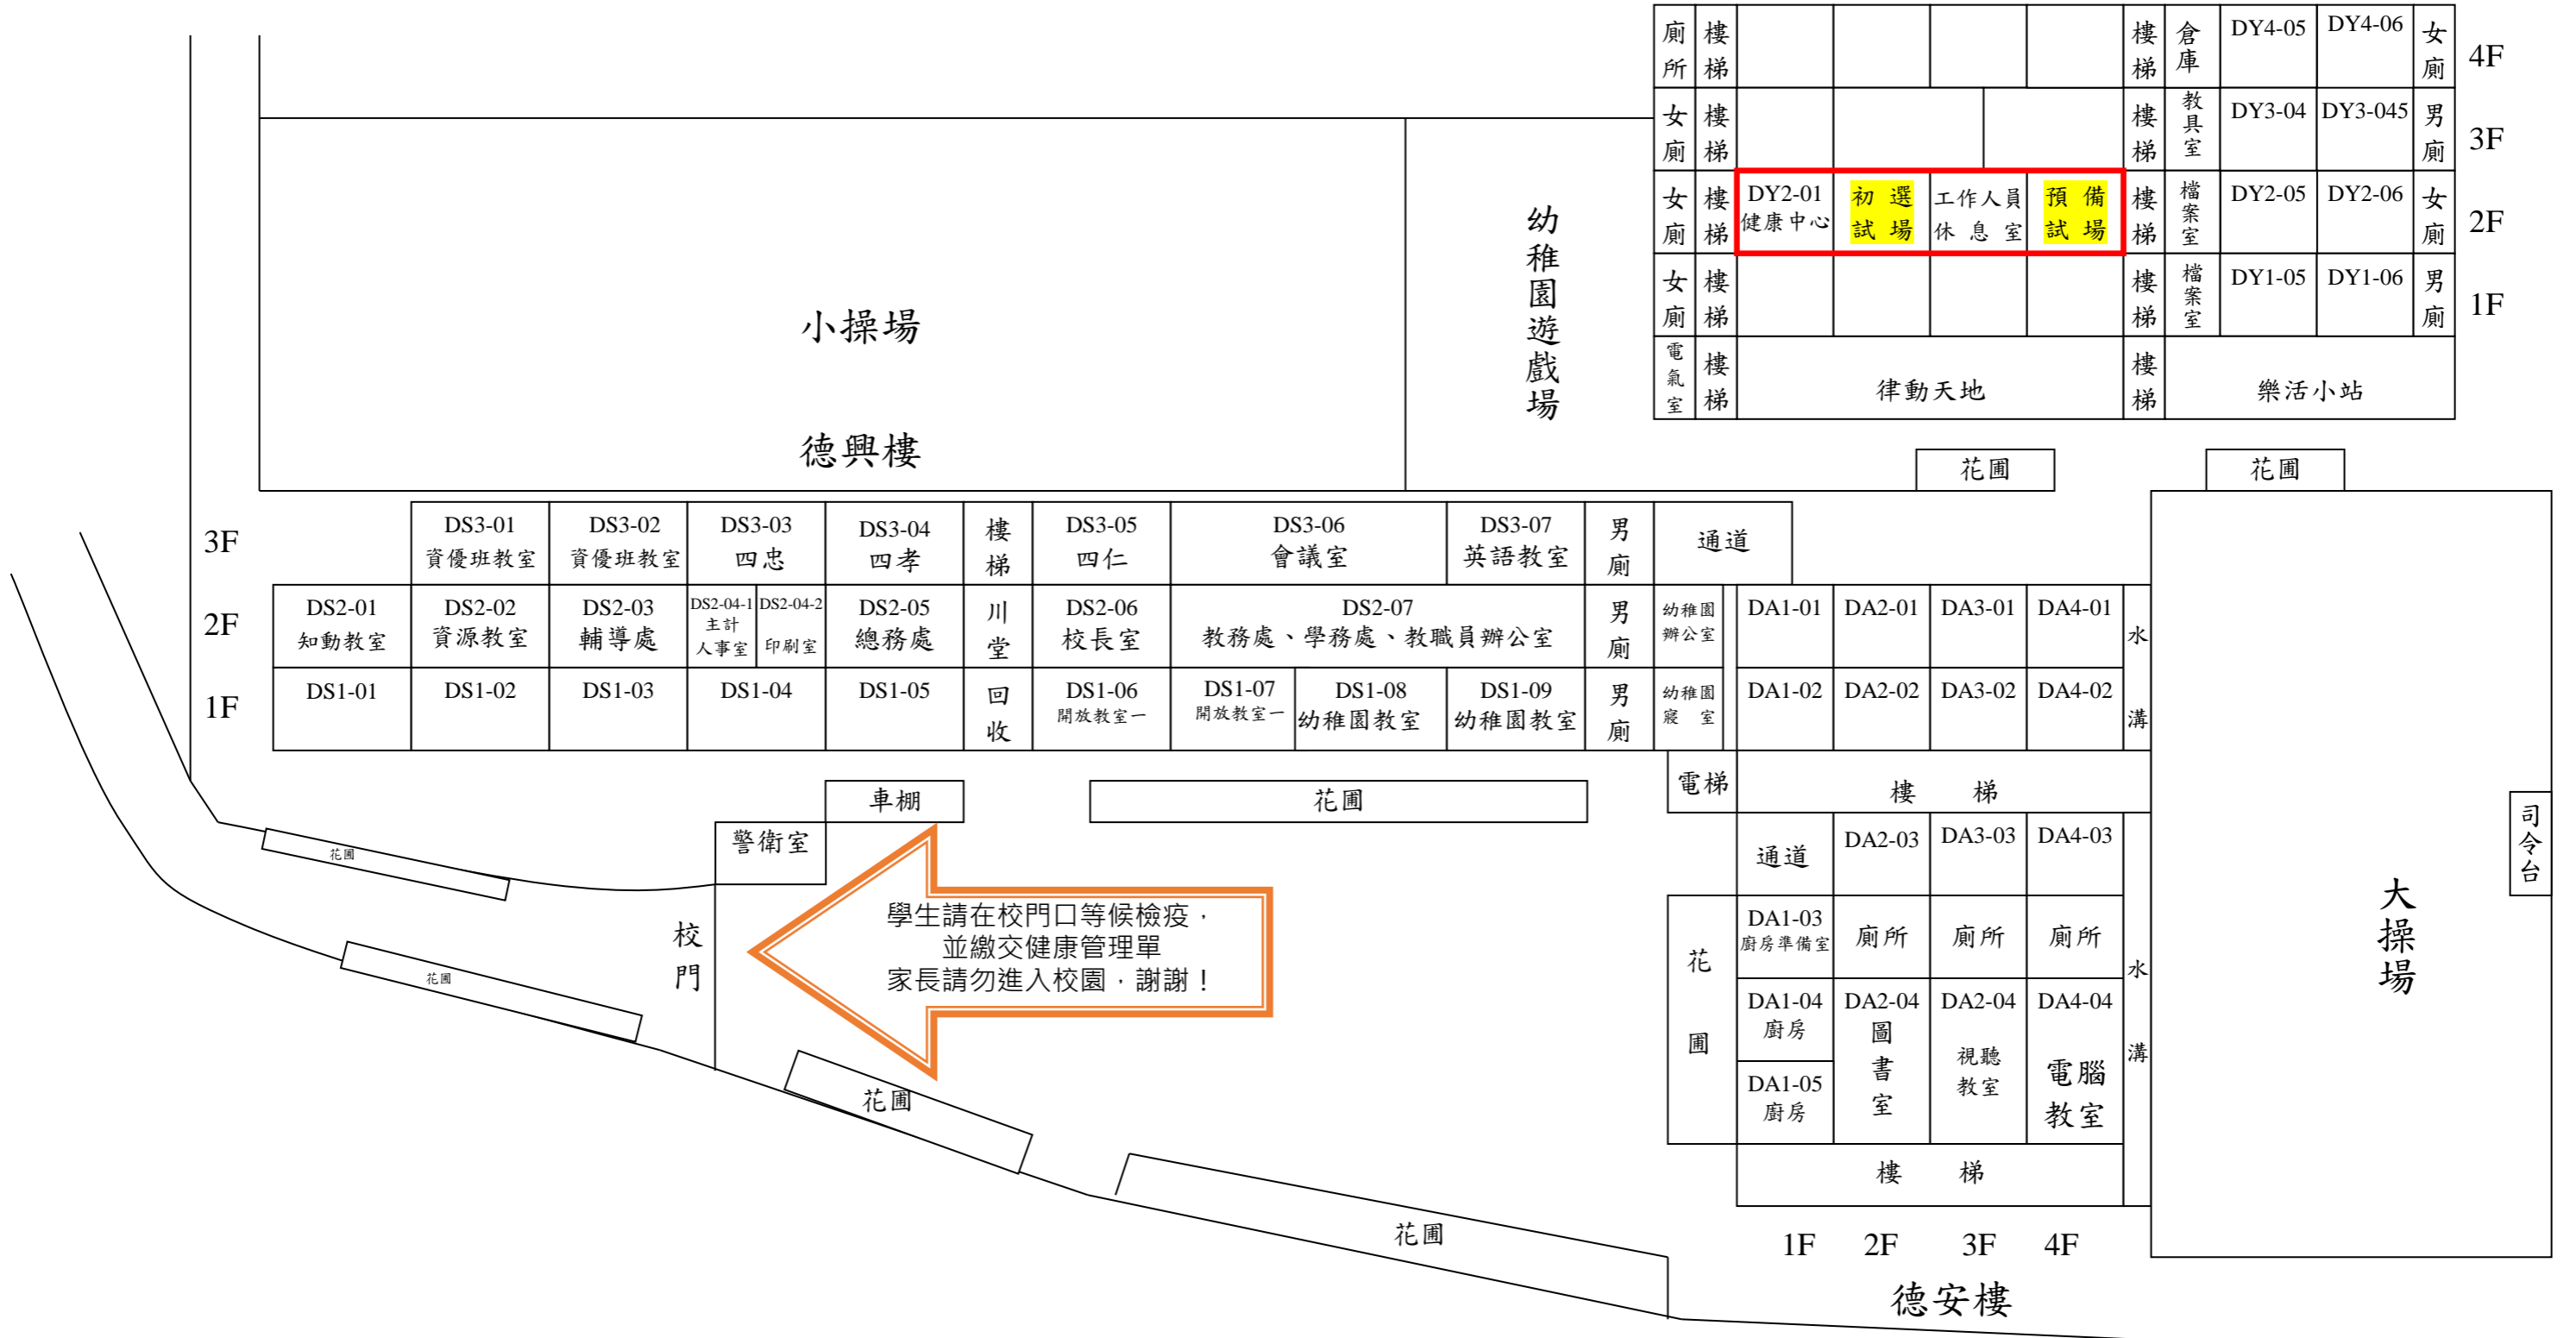 廁所 樓梯 樓梯 倉庫 DY4-05 DY4-06 女廁 4F
女廁 樓梯 樓梯 教具室 DY3-04 DY3-045 男廁 3F
女廁 樓梯 DY2-01 健康中心 初選試場 工作人員休息室 預備試場 樓梯 檔案室 DY2-05 DY2-06 女廁 2F
女廁 樓梯 樓梯 檔案室 DY1-05 DY1-06 男廁 1F
電氣室 樓梯 律動天地 樓梯 樂活小站
小操場
幼稚園遊戲場
德興樓
花圃 花圃
3F DS3-01 資優班教室 DS3-02 資優班教室 DS3-03 四忠 DS3-04 四孝 樓梯 DS3-05 四仁 DS3-06 會議室 DS3-07 英語教室 男廁 通道
2F DS2-01 知動教室 DS2-02 資源教室 DS2-03 輔導處 DS2-04-1 主計人事室 DS2-04-2 印刷室 DS2-05 總務處 川堂 DS2-06 校長室 DS2-07 教務處、學務處、教職員辦公室 男廁 幼稚園辦公室 DA1-01 DA2-01 DA3-01 DA4-01
1F DS1-01 DS1-02 DS1-03 DS1-04 DS1-05 回收 DS1-06 開放教室一 DS1-07 開放教室一 DS1-08 幼稚園教室 DS1-09 幼稚園教室 男廁 幼稚園寢室 DA1-02 DA2-02 DA3-02 DA4-02
水溝
車棚 花圃 電梯 樓梯
警衛室
花圃
通道 DA2-03 DA3-03 DA4-03
司令台
大操場
校門
學生請在校門口等候檢疫，
並繳交健康管理單
家長請勿進入校園，謝謝！
花圃
花圃
DA1-03 廚房準備室 廁所 廁所 廁所
水溝
DA1-04 廚房 DA2-04 圖書室 DA2-04 視聽教室 DA4-04 電腦教室
DA1-05 廚房
花圃
樓梯
花圃
1F 2F 3F 4F
德安樓